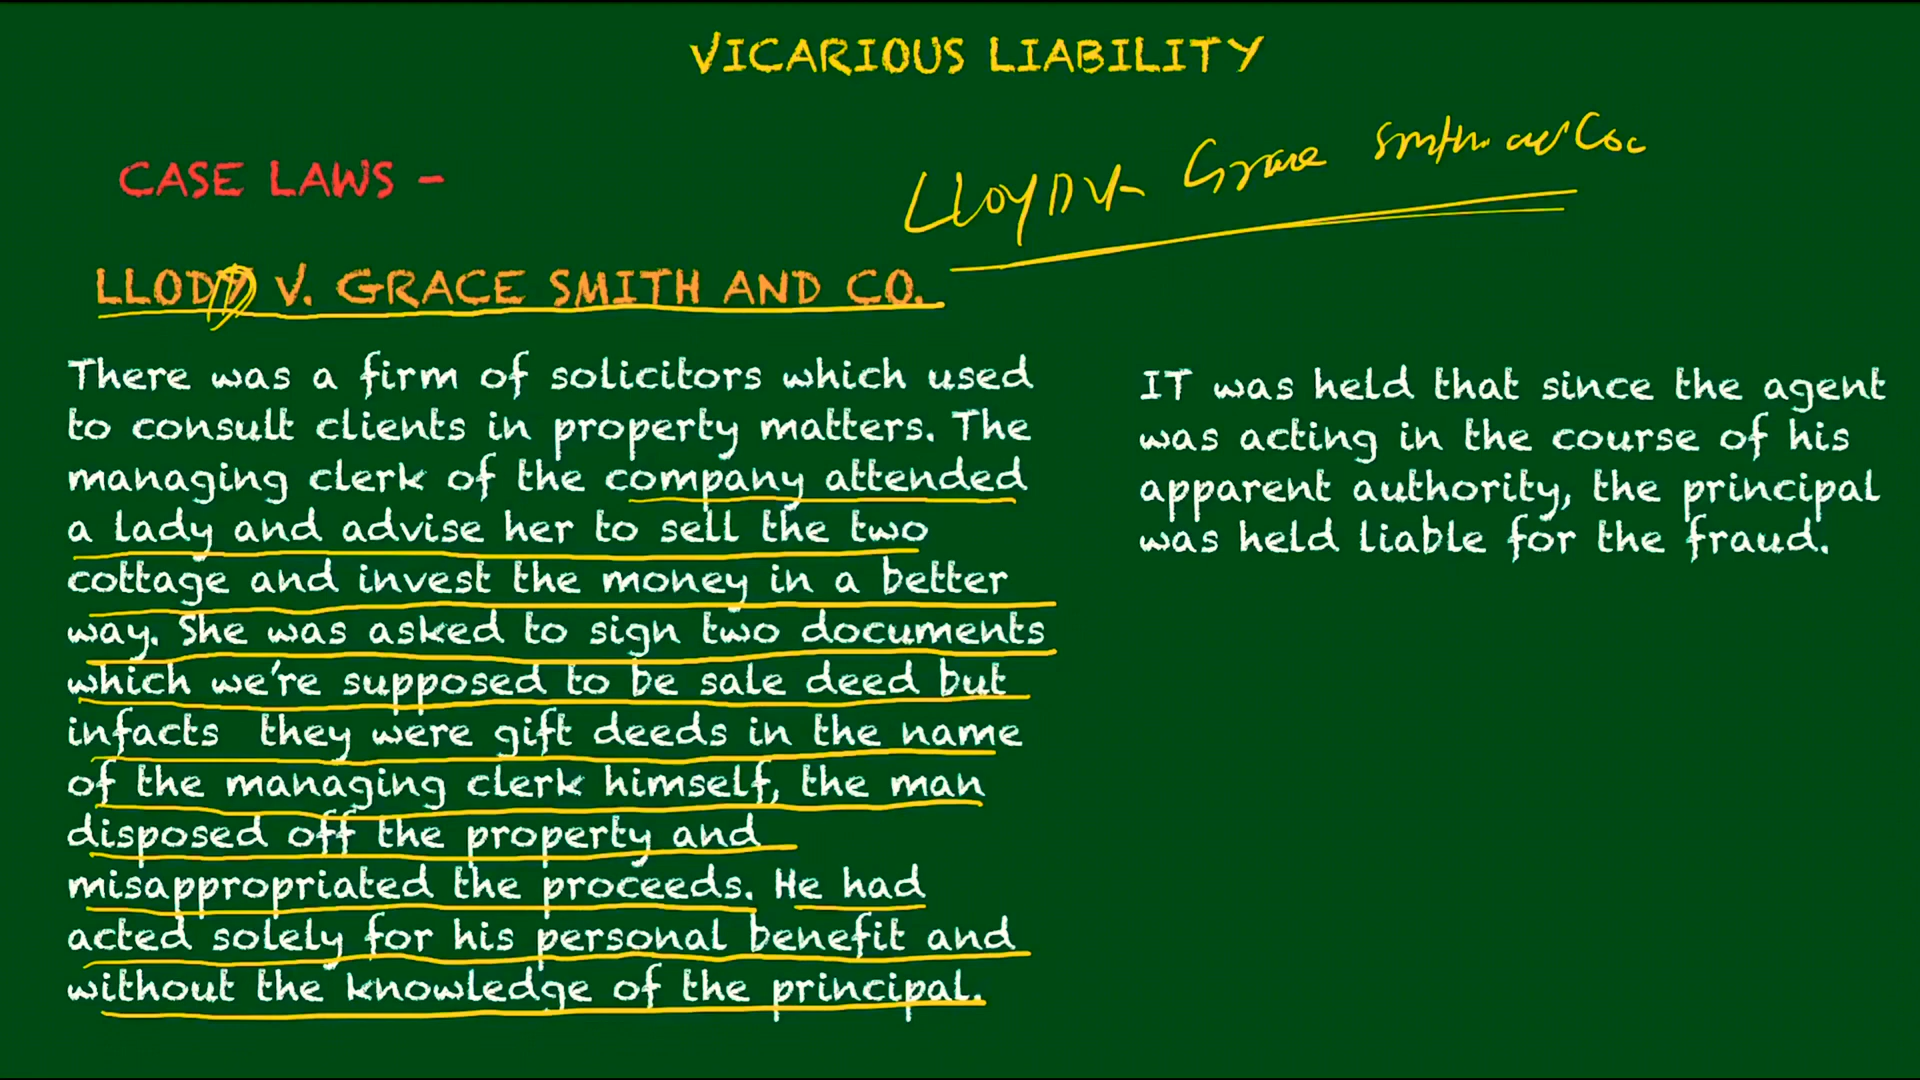 VICARIOUS LIABILITY
CASE LAWS -
LLOYD V. Grace Smith and Co
LLODD V. GRACE SMITH AND CO.
There was a firm of solicitors which used
to consult clients in property matters. The
managing clerk of the company attended
a lady and advise her to sell the two
cottage and invest the money in a better
way. She was asked to sign two documents
which we're supposed to be sale deed but
infacts they were gift deeds in the name
of the managing clerk himself, the man
disposed off the property and
misappropriated the proceeds. He had
acted solely for his personal benefit and
without the knowledge of the principal.
IT was held that since the agent
was acting in the course of his
apparent authority, the principal
was held liable for the fraud.